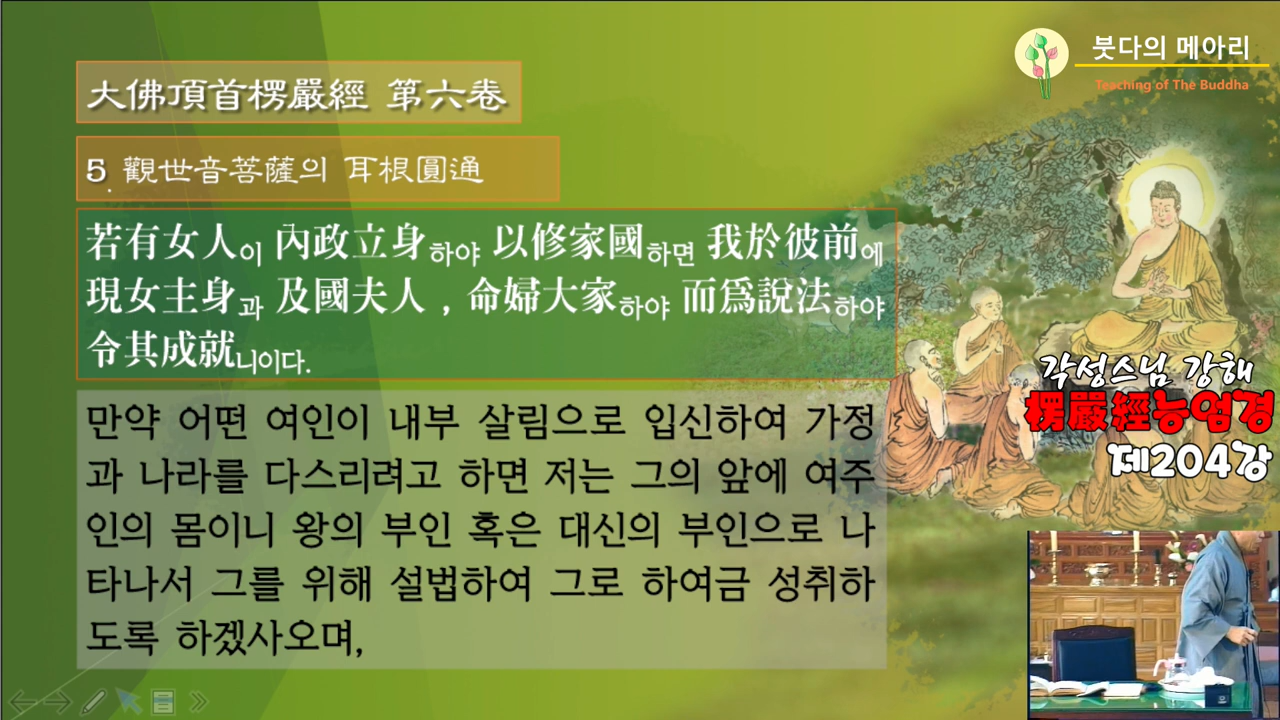 大佛頂首楞嚴經 第六卷
붓다의 메아리
Teaching of The Buddha
5. 觀世音菩薩의 耳根圓通
若有女人이 內政立身하야 以修家國하면 我於彼前에
現女主身과 及國夫人, 命婦大家하야 而爲說法하야
令其成就니이다.
만약 어떤 여인이 내부 살림으로 입신하여 가정
과 나라를 다스리려고 하면 저는 그의 앞에 여주
인의 몸이니 왕의 부인 혹은 대신의 부인으로 나
타나서 그를 위해 설법하여 그로 하여금 성취하
도록 하겠사오며,
각성스님 강해
楞嚴經능엄경
제204강